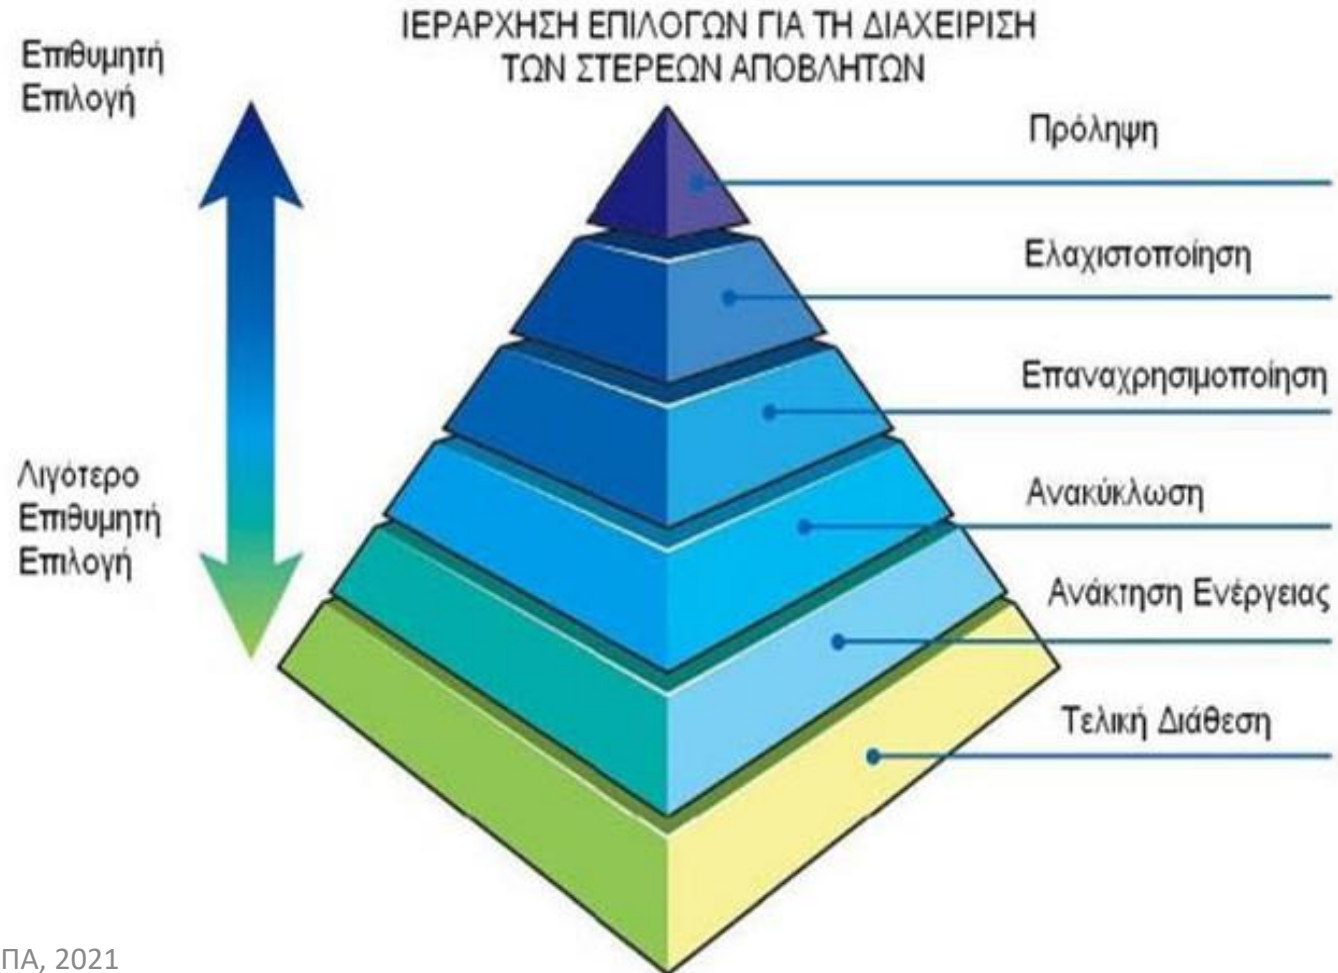 ΙΕΡΑΡΧΗΣΗ ΕΠΙΛΟΓΩΝ ΓΙΑ ΤΗ ΔΙΑΧΕΙΡΙΣΗ
ΤΩΝ ΣΤΕΡΕΩΝ ΑΠΟΒΛΗΤΩΝ
Επιθυμητή
Επιλογή
Πρόληψη
Ελαχιστοποίηση
Επαναχρησιμοποίηση
Λιγότερο
Επιθυμητή
Επιλογή
Ανακύκλωση
Ανάκτηση Ενέργειας
Τελική Διάθεση
ΠΑ, 2021